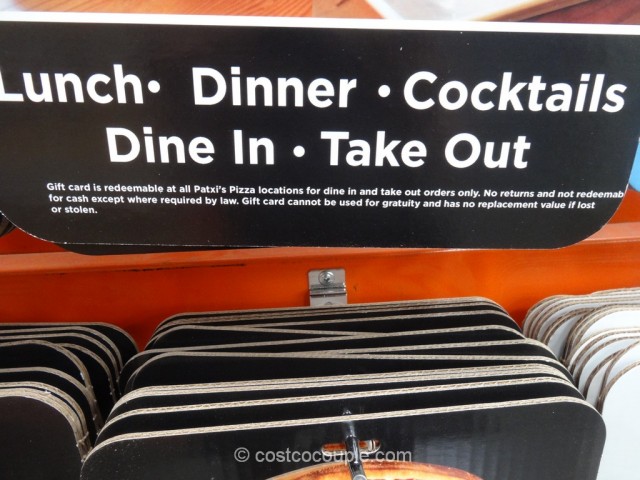 Lunch • Dinner • Cocktails
Dine In • Take Out
Gift card is redeemable at all Patxi's Pizza locations for dine in and take out orders only. No returns and not redeemab
for cash except where required by law. Gift card cannot be used for gratuity and has no replacement value if lost
or stolen.
© costcocouple.com